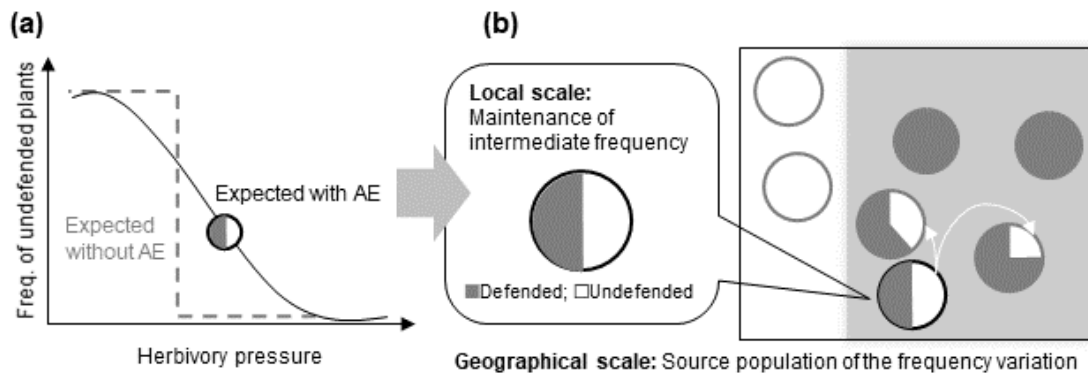 (a)
Freq. of undefended plants
Expected with AE
Expected
without AE
Herbivory pressure
(b)
Local scale:
Maintenance of
intermediate frequency
Defended; Undefended
Geographical scale: Source population of the frequency variation